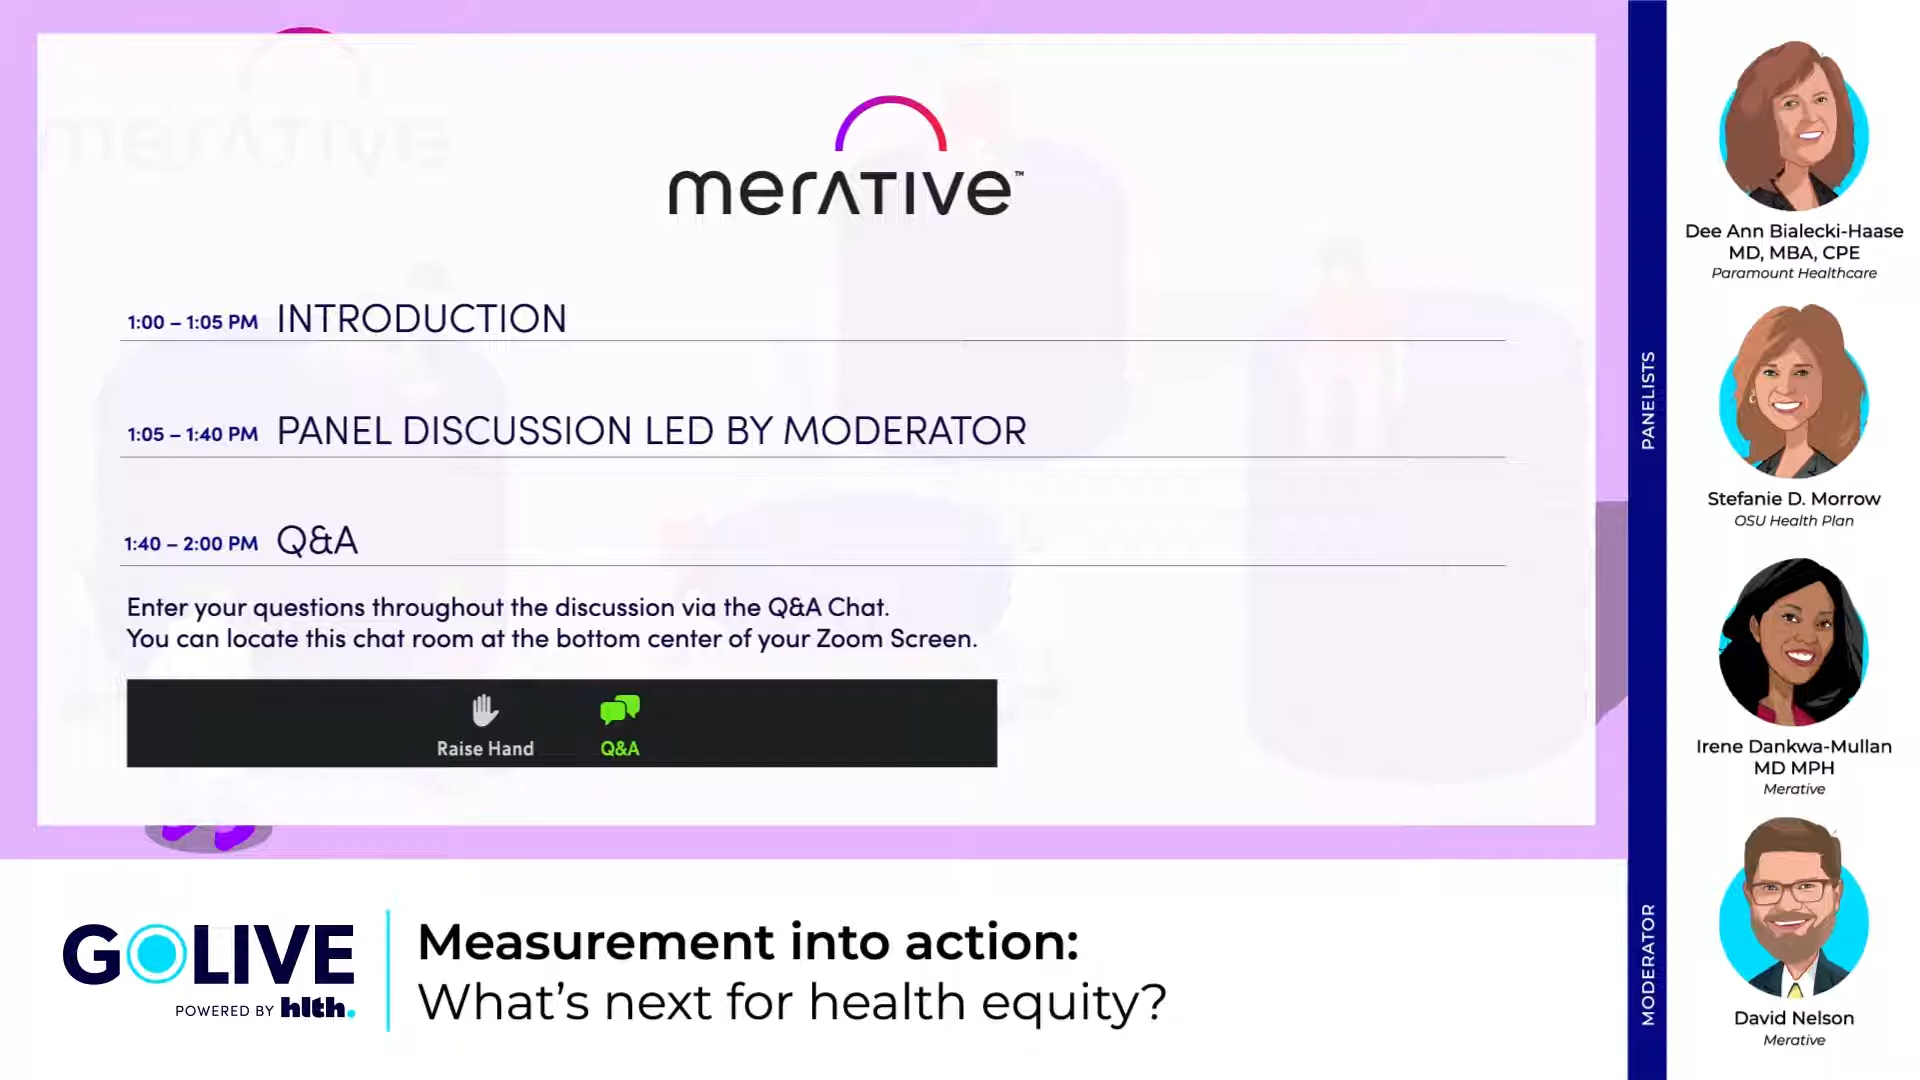 merative™
1:00 – 1:05 PM INTRODUCTION
1:05 – 1:40 PM PANEL DISCUSSION LED BY MODERATOR
1:40 – 2:00 PM Q&A
Enter your questions throughout the discussion via the Q&A Chat.
You can locate this chat room at the bottom center of your Zoom Screen.
Raise Hand Q&A
GOLIVE
POWERED BY hlth.
Measurement into action:
What’s next for health equity?
PANELISTS
Dee Ann Bialecki-Haase
MD, MBA, CPE
Paramount Healthcare
Stefanie D. Morrow
OSU Health Plan
Irene Dankwa-Mullan
MD MPH
Merative
MODERATOR
David Nelson
Merative